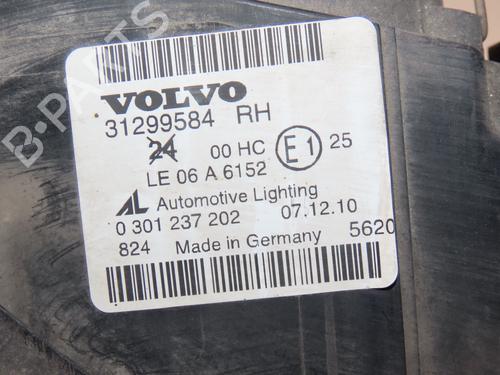 VOLVO
31299584 RH
24 00 HC E1 25
LE 06 A 6152
AL Automotive Lighting
0 301 237 202 07.12.10
824 Made in Germany 5620
B-PARTS